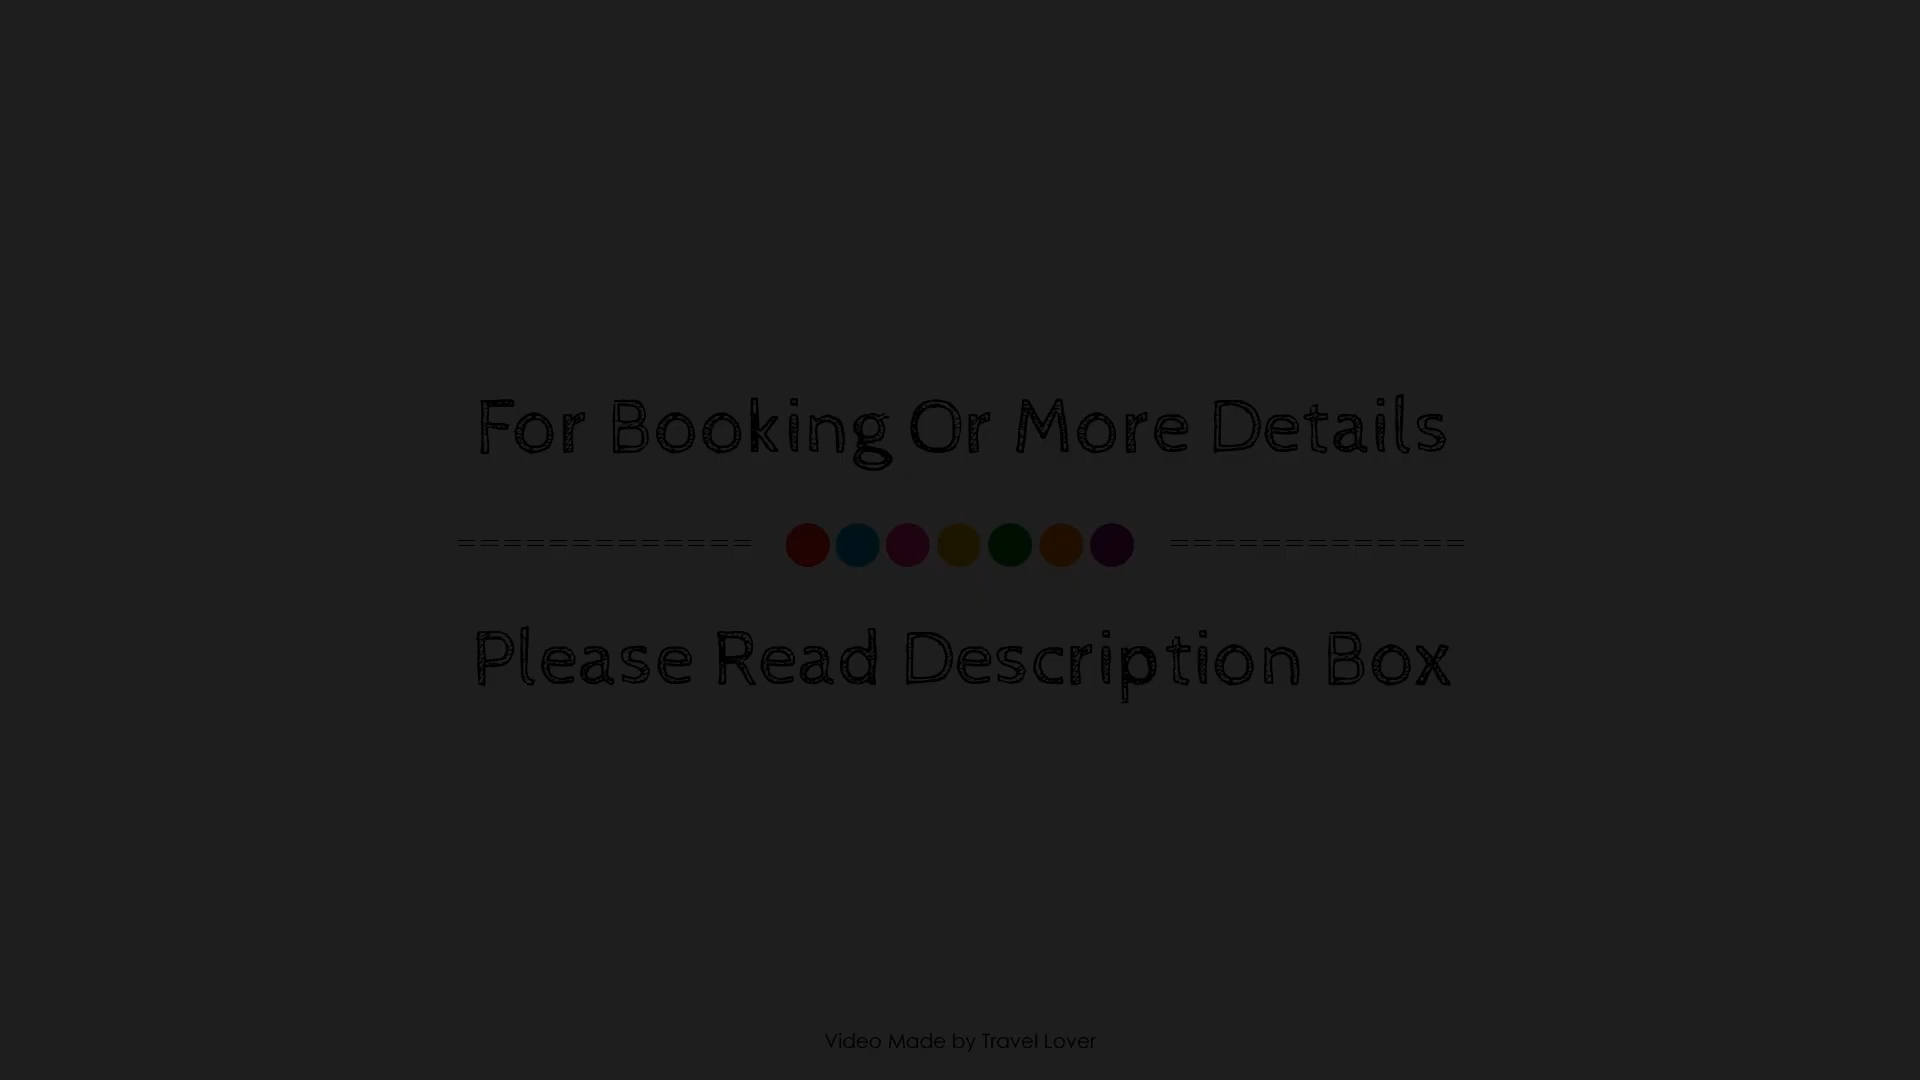 For Booking Or More Details
============= =============
Please Read Description Box
Video Made by Travel Lover